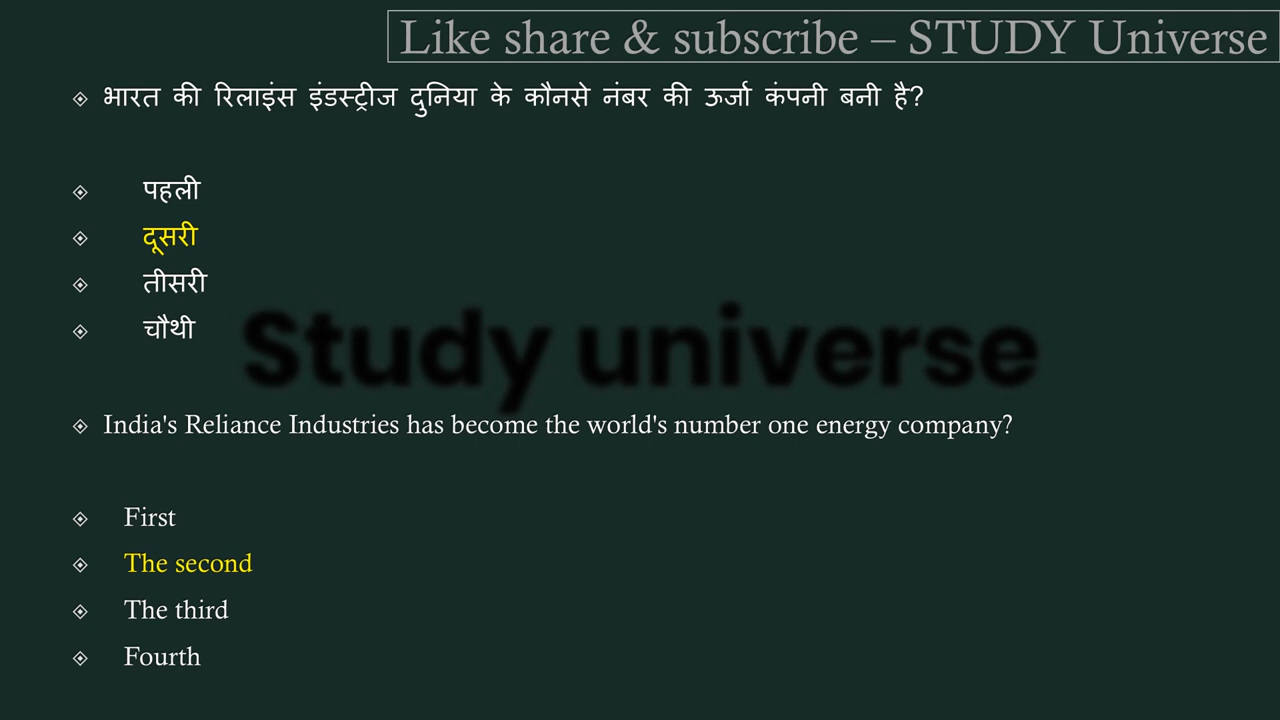 Like share & subscribe – STUDY Universe
भारत की रिलाइंस इंडस्ट्रीज दुनिया के कौनसे नंबर की ऊर्जा कंपनी बनी है?
पहली
दूसरी
तीसरी
चौथी
Study universe
India's Reliance Industries has become the world's number one energy company?
First
The second
The third
Fourth